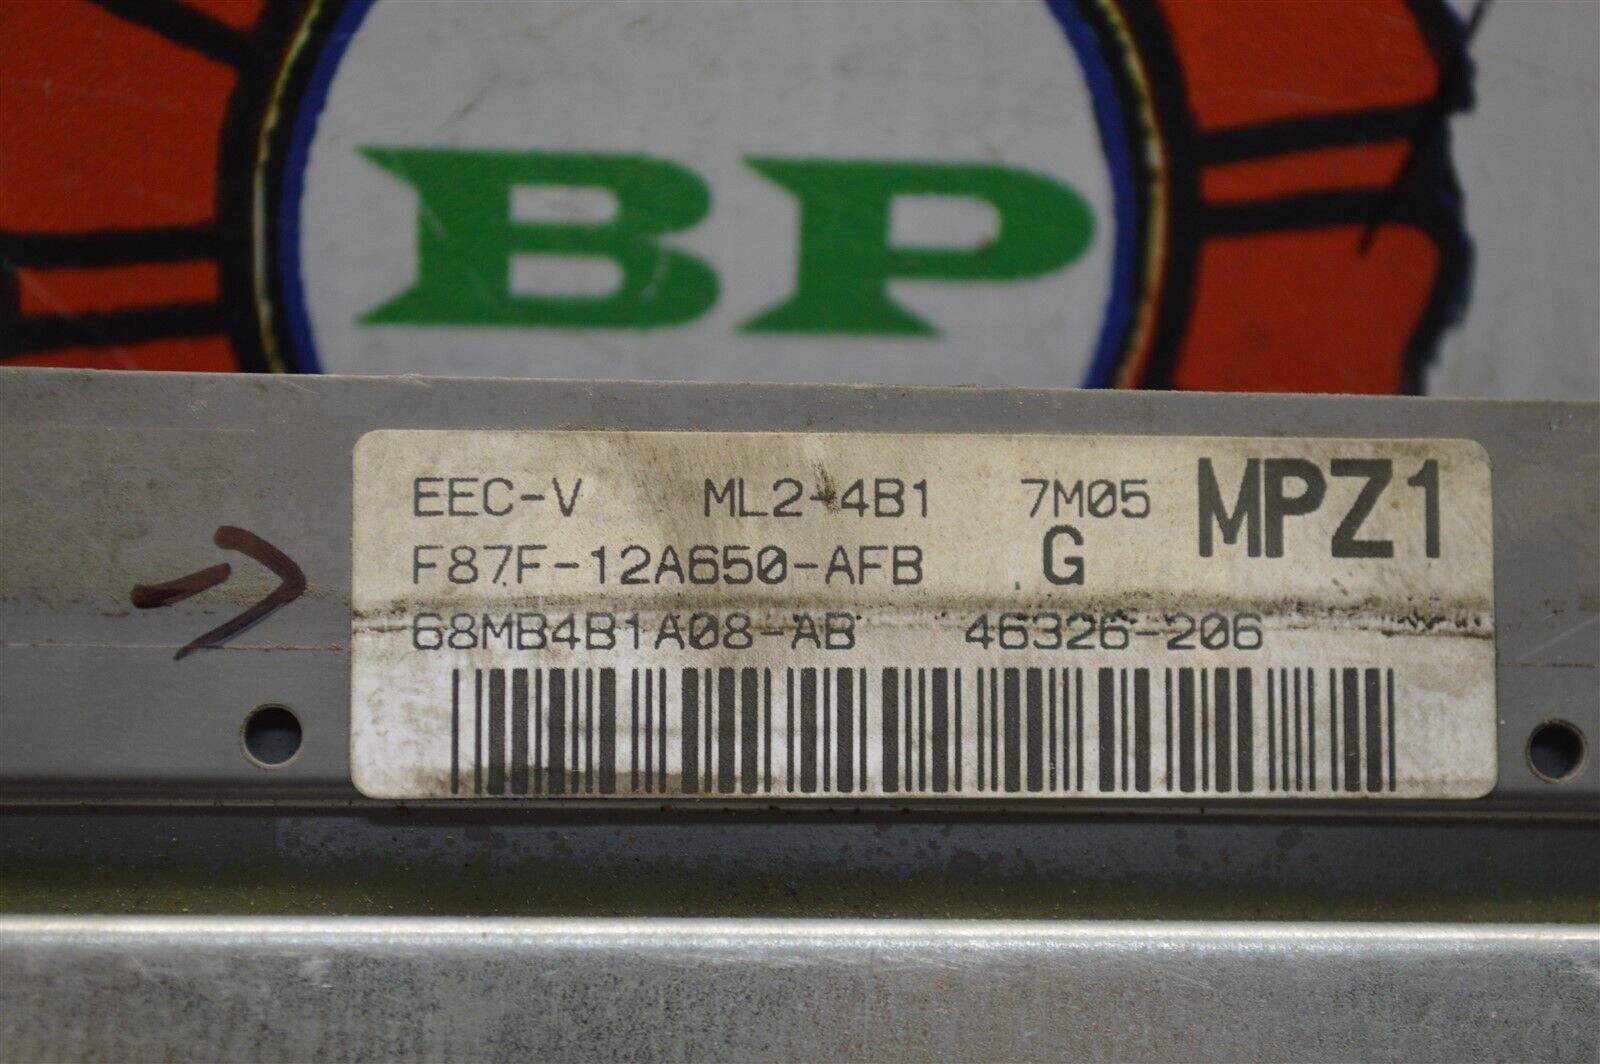 BP
EEC-V ML2-4B1 7M05 MPZ1
F87F-12A650-AFB G
68MB4B1A08-AB 46326-206